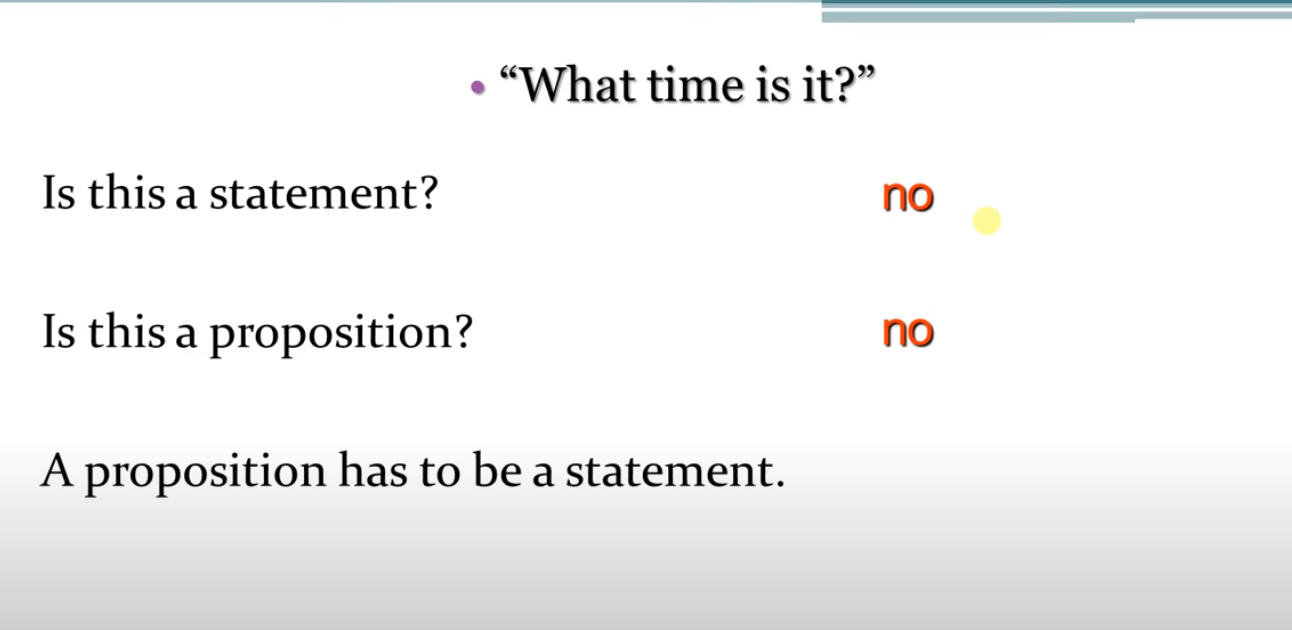 • “What time is it?”
Is this a statement? no
Is this a proposition? no
A proposition has to be a statement.